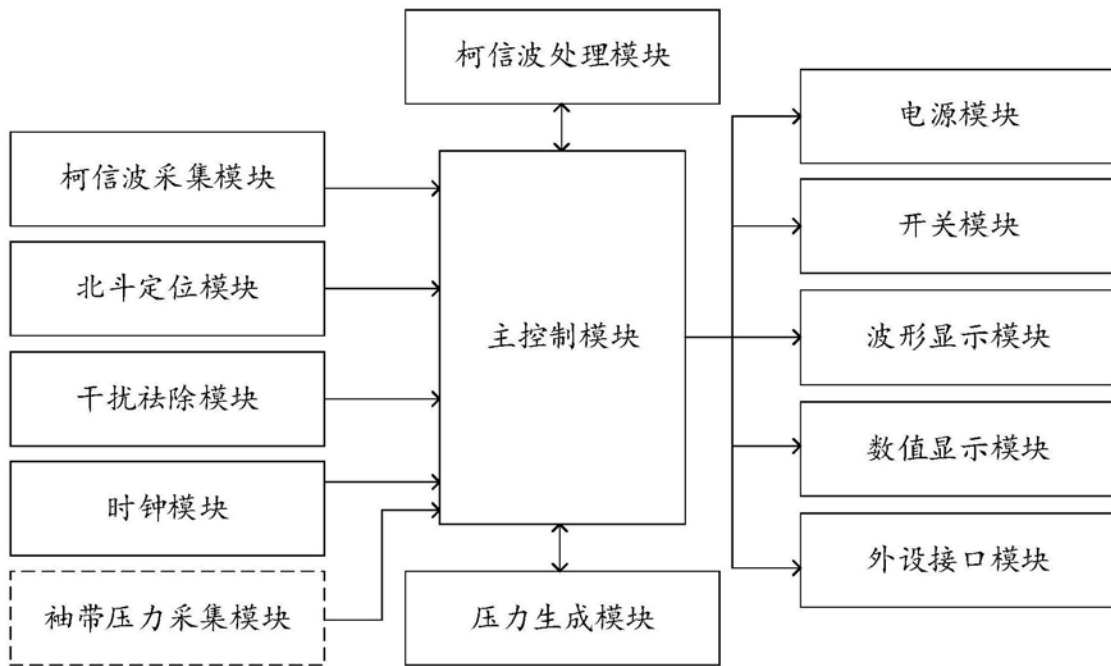 柯信波处理模块
柯信波采集模块
北斗定位模块
干扰祛除模块
时钟模块
袖带压力采集模块
主控制模块
压力生成模块
电源模块
开关模块
波形显示模块
数值显示模块
外设接口模块